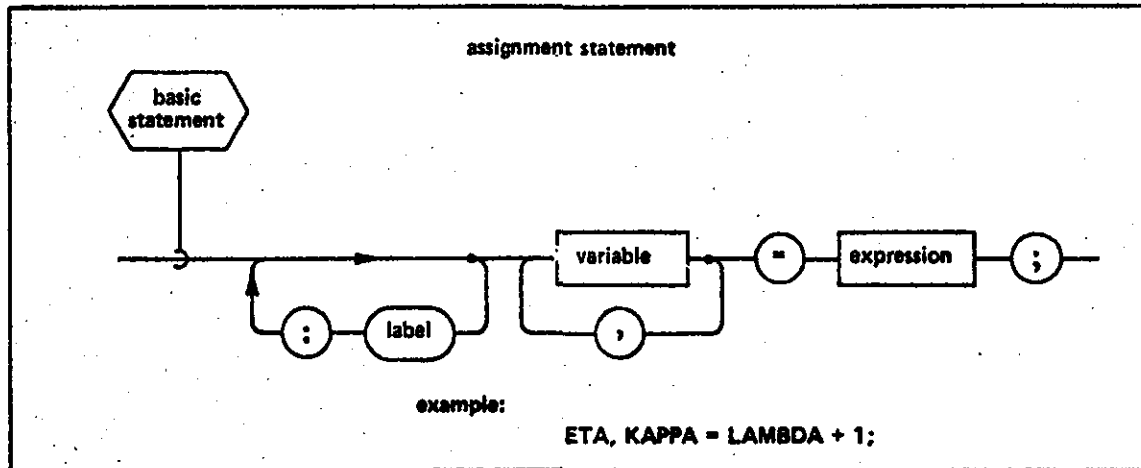 assignment statement
basic
statement
variable
=
expression
;
:
label
,
example:
ETA, KAPPA = LAMBDA + 1;